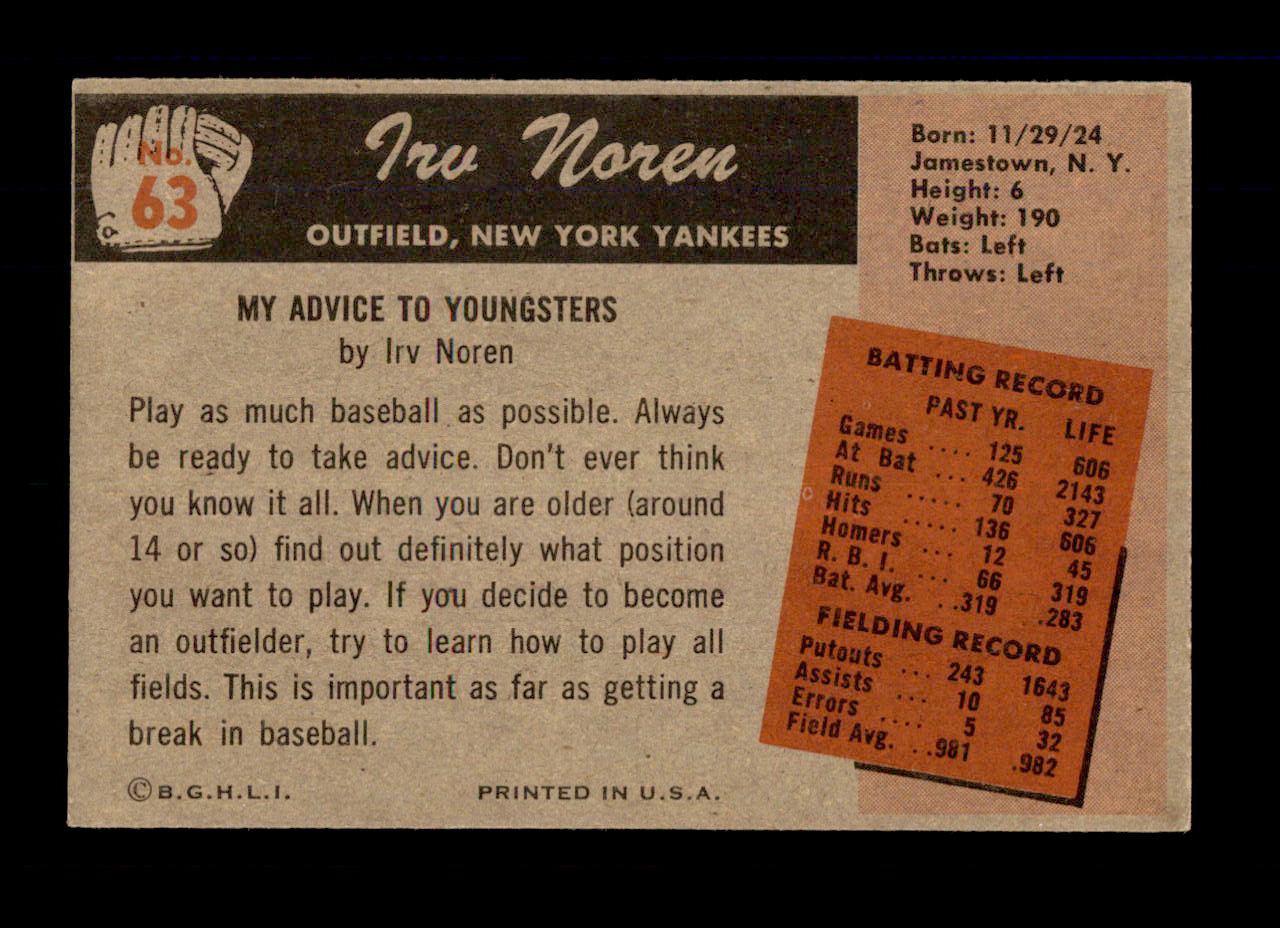 No.
63
Irv Noren
OUTFIELD, NEW YORK YANKEES
Born: 11/29/24
Jamestown, N. Y.
Height: 6
Weight: 190
Bats: Left
Throws: Left
MY ADVICE TO YOUNGSTERS
by Irv Noren
Play as much baseball as possible. Always
be ready to take advice. Don't ever think
you know it all. When you are older (around
14 or so) find out definitely what position
you want to play. If you decide to become
an outfielder, try to learn how to play all
fields. This is important as far as getting a
break in baseball.
© B.G.H.L.I. PRINTED IN U.S.A.
BATTING RECORD
PAST YR. LIFE
Games .... 125 606
At Bat ... 426 2143
Runs ..... 70 327
Hits ..... 136 606
Homers ... 12 45
R. B. I. ... 66 319
Bat. Avg. . .319 .283
FIELDING RECORD
Putouts ... 243 1643
Assists ... 10 85
Errors .... 5 32
Field Avg. . .981 .982